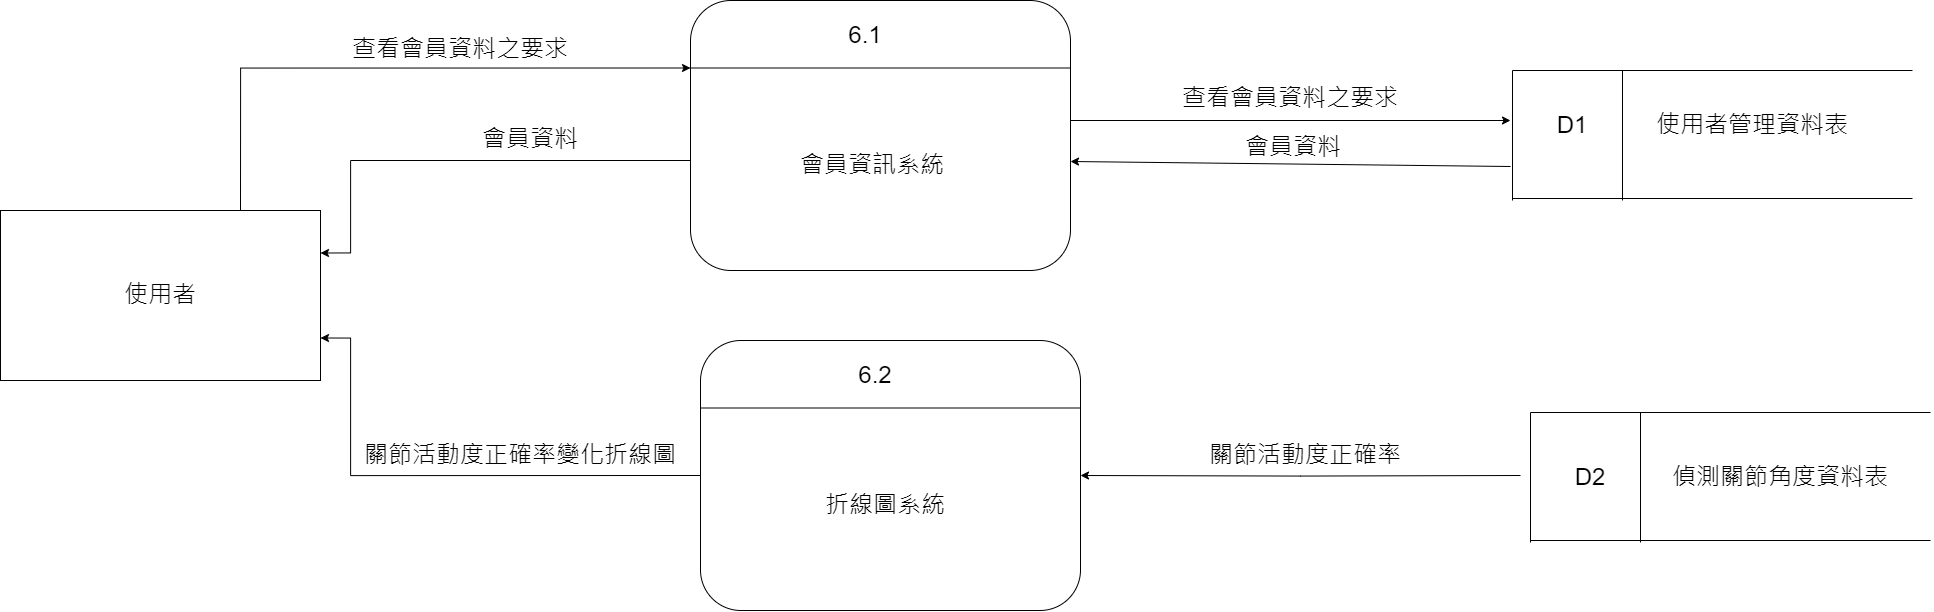 6.1
查看會員資料之要求
查看會員資料之要求
D1
使用者管理資料表
會員資料
會員資料
會員資訊系統
使用者
6.2
關節活動度正確率變化折線圖
關節活動度正確率
D2
偵測關節角度資料表
折線圖系統